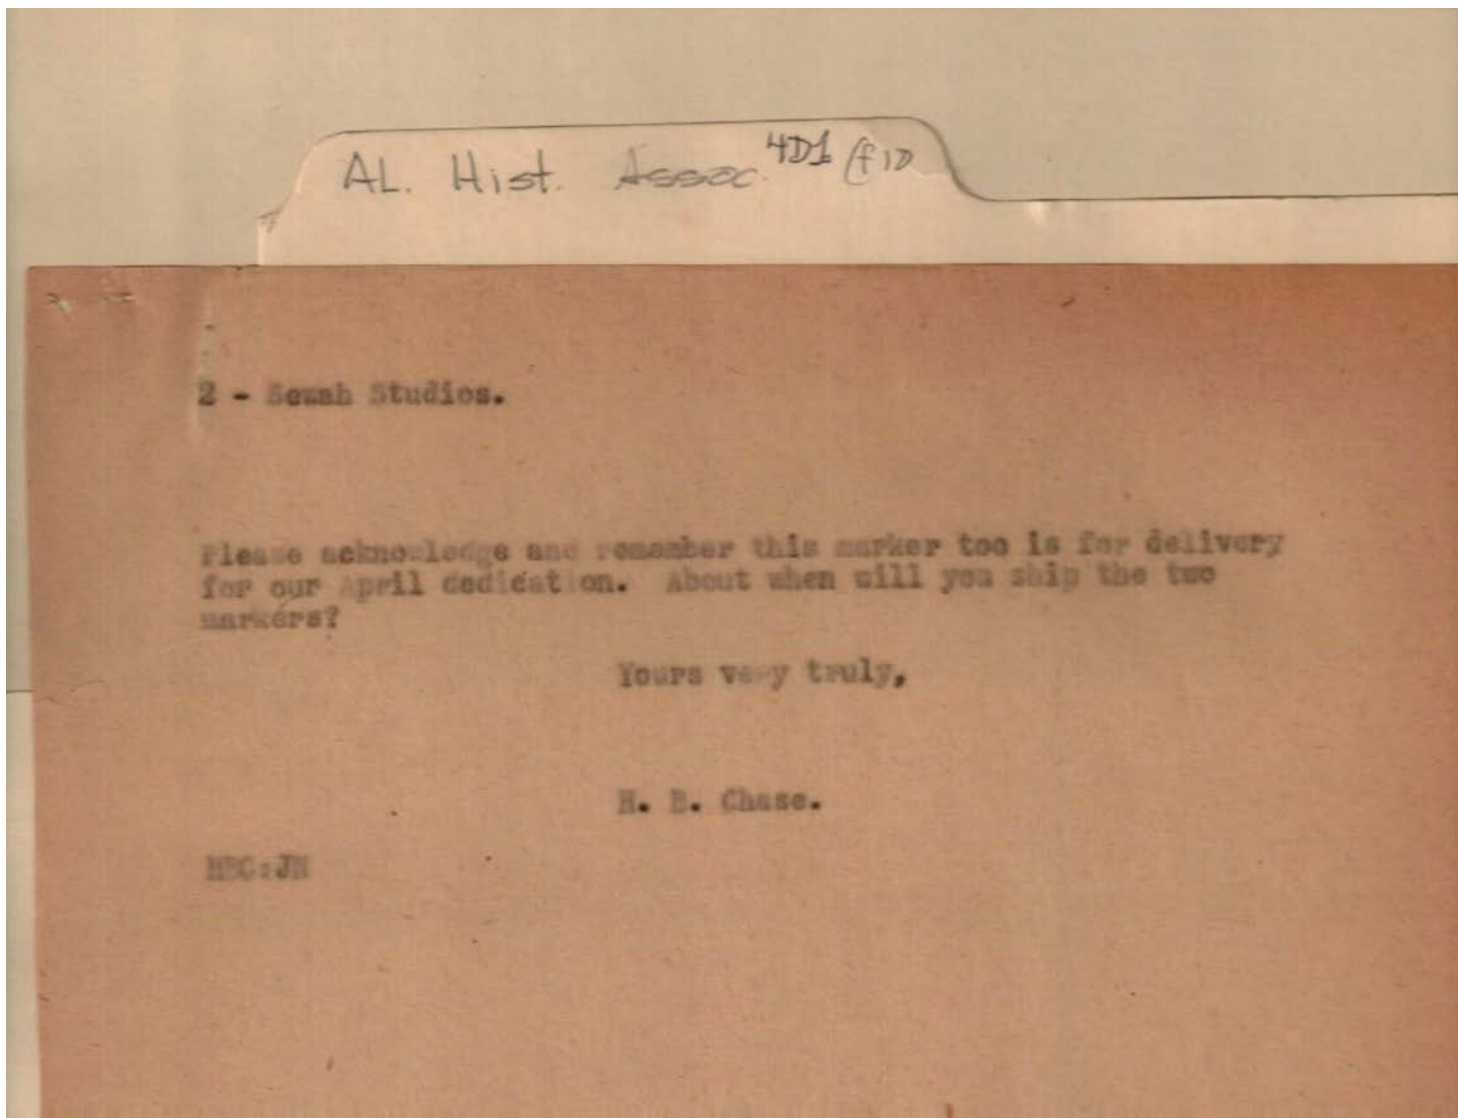 AL. Hist. Assoc. 4D1 (f10
2 - Sewah Studios.
Please acknowledge and remember this marker too is for delivery
for our April dedication. About when will you ship the two
markers?
Yours very truly,
H. B. Chase.
HBC:JN